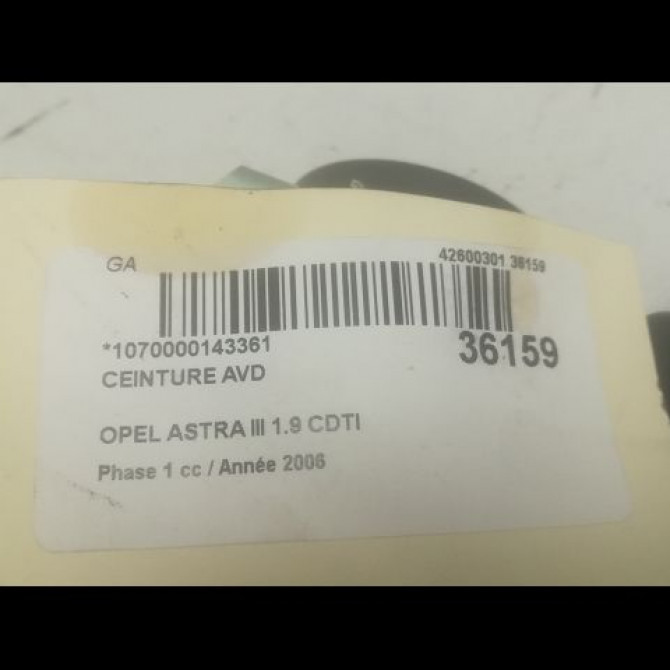 GA
42600301 36159
*1070000143361
36159
CEINTURE AVD
OPEL ASTRA III 1.9 CDTI
Phase 1 cc / Année 2006